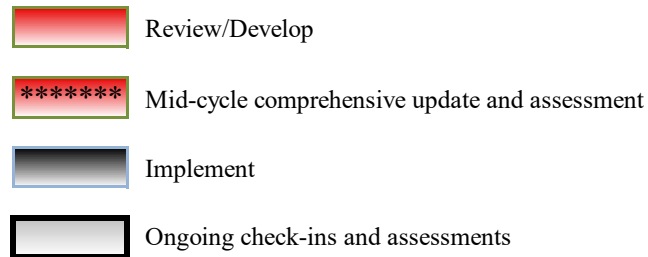 Review/Develop
******* Mid-cycle comprehensive update and assessment
Implement
Ongoing check-ins and assessments